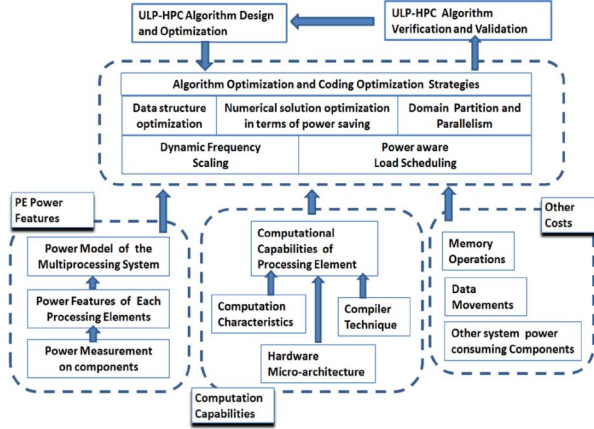 ULP-HPC Algorithm Design
and Optimization
ULP-HPC Algorithm
Verification and Validation
Algorithm Optimization and Coding Optimization Strategies
Data structure
optimization
Numerical solution optimization
in terms of power saving
Domain Partition and
Parallelism
Dynamic Frequency
Scaling
Power aware
Load Scheduling
PE Power
Features
Power Model of the
Multiprocessing System
Power Features of Each
Processing Elements
Power Measurement
on components
Computational
Capabilities of
Processing Element
Computation
Characteristics
Compiler
Technique
Hardware
Micro-architecture
Computation
Capabilities
Other
Costs
Memory
Operations
Data
Movements
Other system power
consuming Components